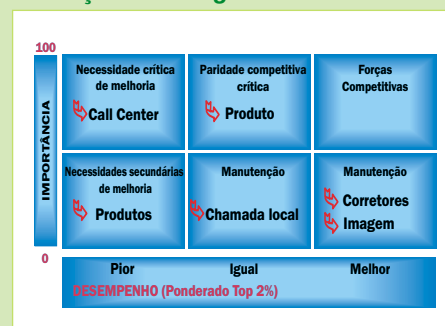 100
IMPORTÂNCIA
0
Necessidade crítica
de melhoria
Call Center
Paridade competitiva
crítica
Produto
Forças
Competitivas
Necessidades secundárias
de melhoria
Produtos
Manutenção
Chamada local
Manutenção
Corretores
Imagem
Pior
Igual
Melhor
DESEMPENHO (Ponderado Top 2%)